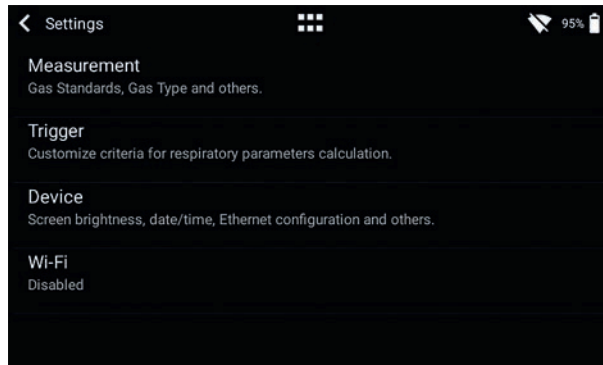 Settings
95%
Measurement
Gas Standards, Gas Type and others.
Trigger
Customize criteria for respiratory parameters calculation.
Device
Screen brightness, date/time, Ethernet configuration and others.
Wi-Fi
Disabled